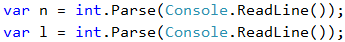 var n = int.Parse(Console.ReadLine());
var l = int.Parse(Console.ReadLine());